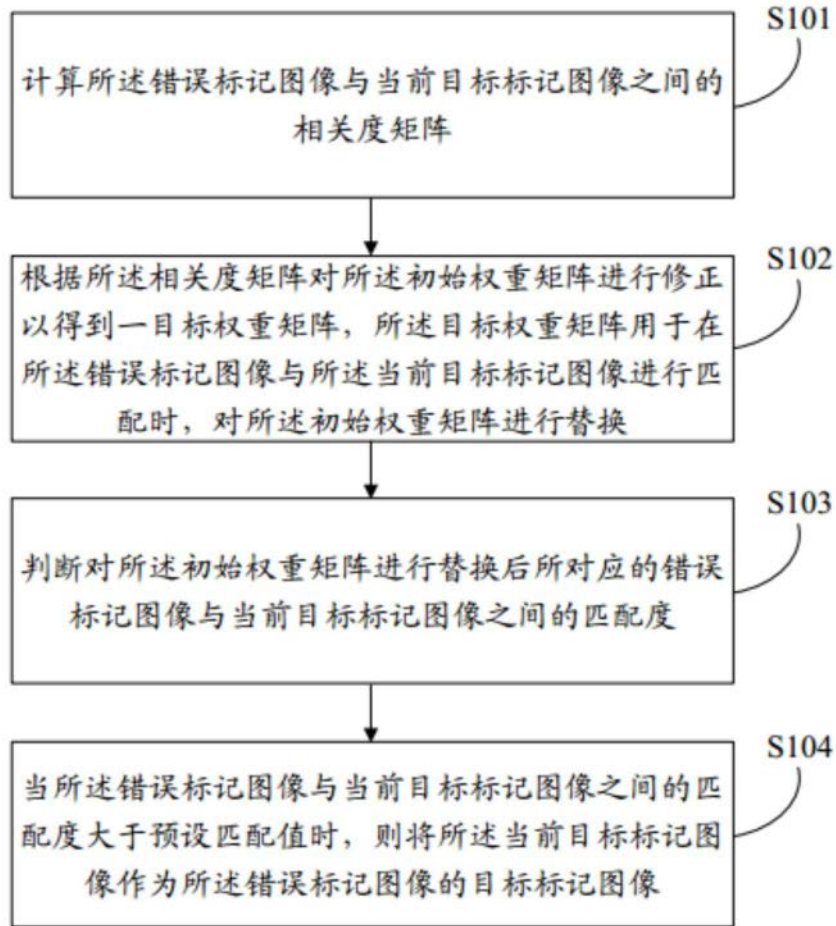 S101
计算所述错误标记图像与当前目标标记图像之间的
相关度矩阵
S102
根据所述相关度矩阵对所述初始权重矩阵进行修正
以得到一目标权重矩阵，所述目标权重矩阵用于在
所述错误标记图像与所述当前目标标记图像进行匹
配时，对所述初始权重矩阵进行替换
S103
判断对所述初始权重矩阵进行替换后所对应的错误
标记图像与当前目标标记图像之间的匹配度
S104
当所述错误标记图像与当前目标标记图像之间的匹
配度大于预设匹配值时，则将所述当前目标标记图
像作为所述错误标记图像的目标标记图像